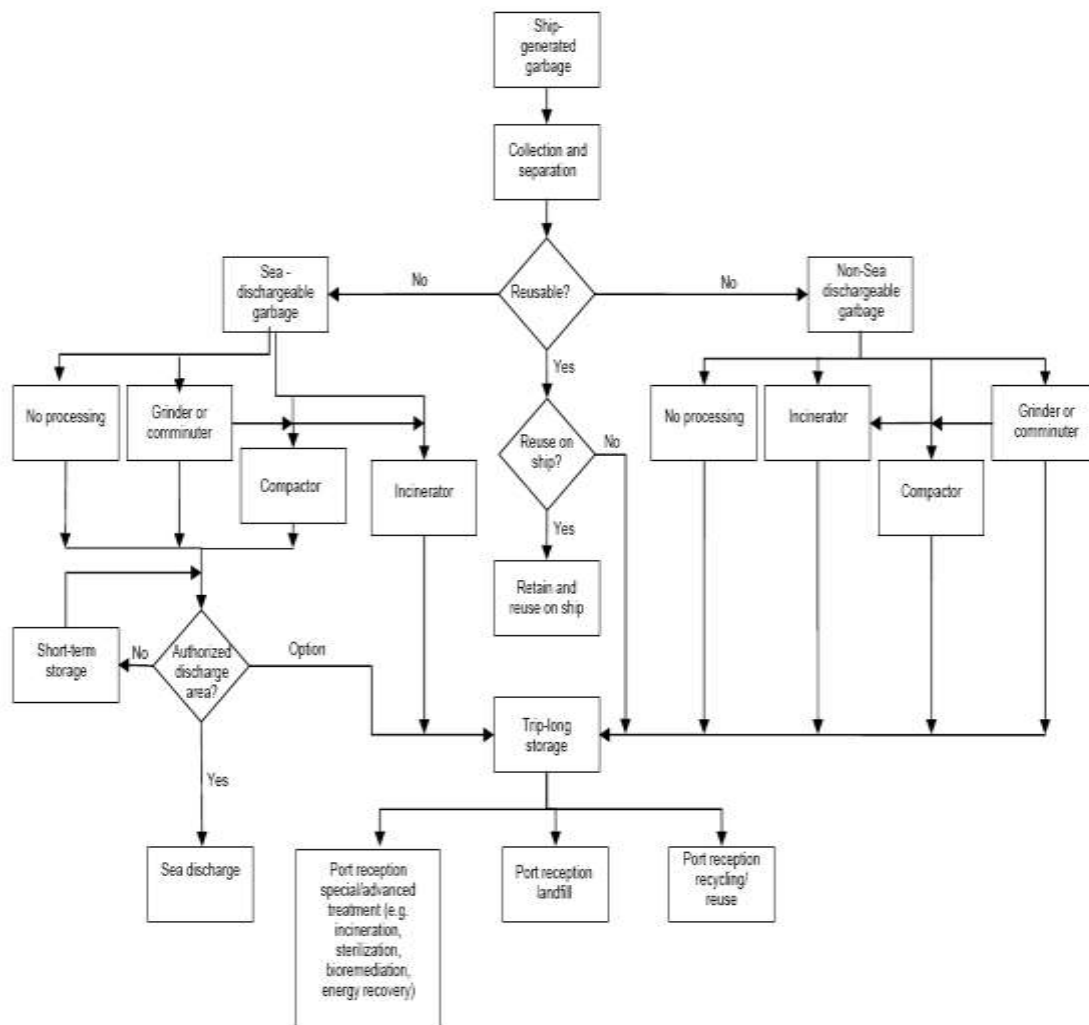 Ship-
generated
garbage
Collection and
separation
Sea -
dischargeable
garbage
No
Reusable?
No
Non-Sea
dischargeable
garbage
Yes
No processing
Grinder or
comminuter
Compactor
Incinerator
Reuse on
ship?
No
No processing
Incinerator
Grinder or
comminuter
Compactor
Yes
Retain and
reuse on ship
Short-term
storage
No
Authorized
discharge
area?
Option
Trip-long
storage
Yes
Sea discharge
Port reception
special/advanced
treatment (e.g.
incineration,
sterilization,
bioremediation,
energy recovery)
Port reception
landfill
Port reception
recycling/
reuse